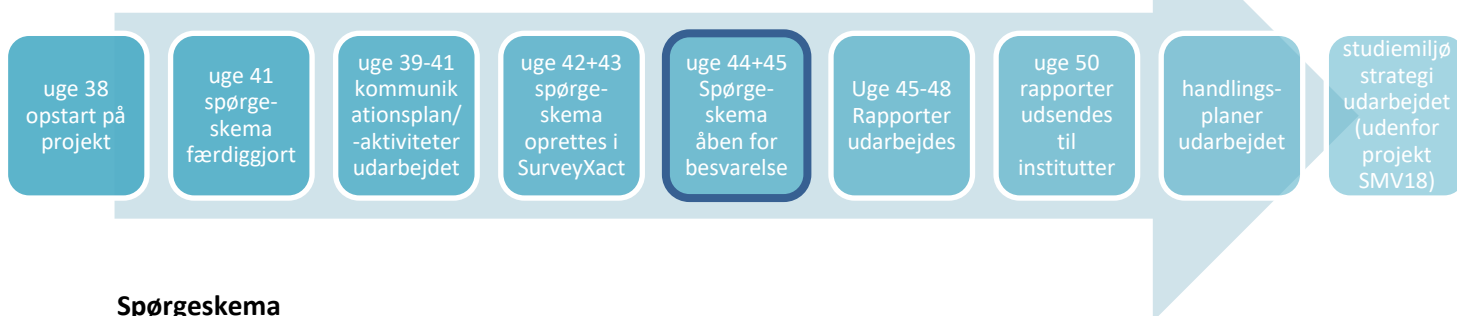 uge 38
opstart på
projekt
uge 41
spørge-
skema
færdiggjort
uge 39-41
kommunik
ationsplan/
-aktiviteter
udarbejdet
uge 42+43
spørge-
skema
oprettes i
SurveyXact
uge 44+45
Spørge-
skema
åben for
besvarelse
Uge 45-48
Rapporter
udarbejdes
uge 50
rapporter
udsendes
til
institutter
handlings-
planer
udarbejdet
studiemiljø
strategi
udarbejdet
(udenfor
projekt
SMV18)
Spørgeskema